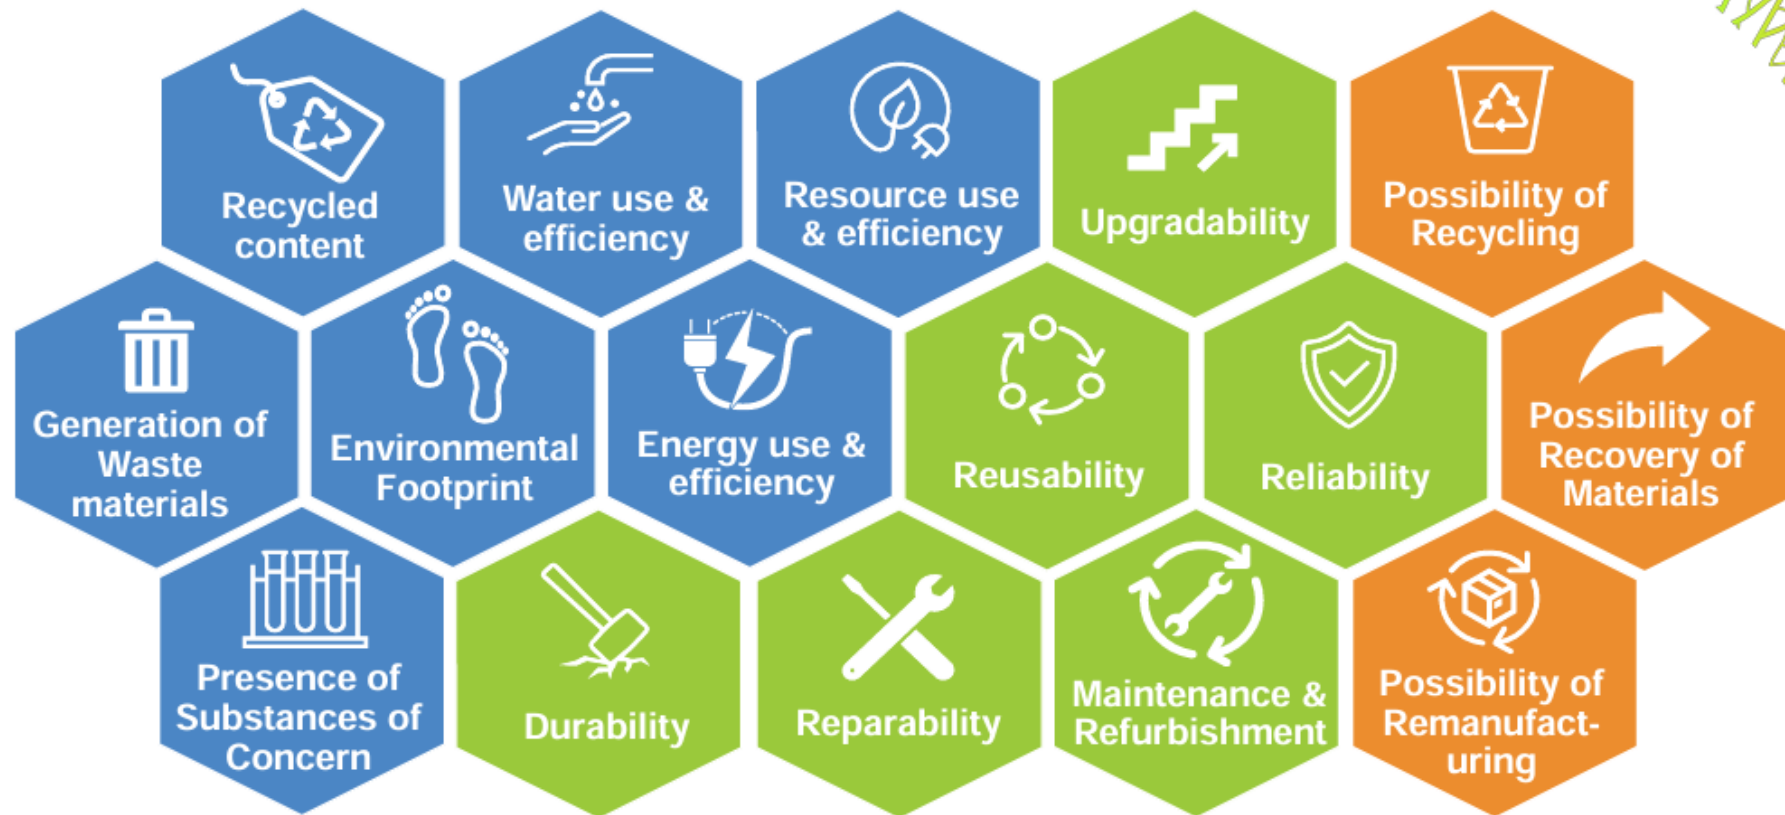 Recycled
content
Water use &
efficiency
Resource use
& efficiency
Upgradability
Possibility of
Recycling
Generation of
Waste
materials
Environmental
Footprint
Energy use &
efficiency
Reusability
Reliability
Possibility of
Recovery of
Materials
Presence of
Substances of
Concern
Durability
Reparability
Maintenance &
Refurbishment
Possibility of
Remanufact-
uring